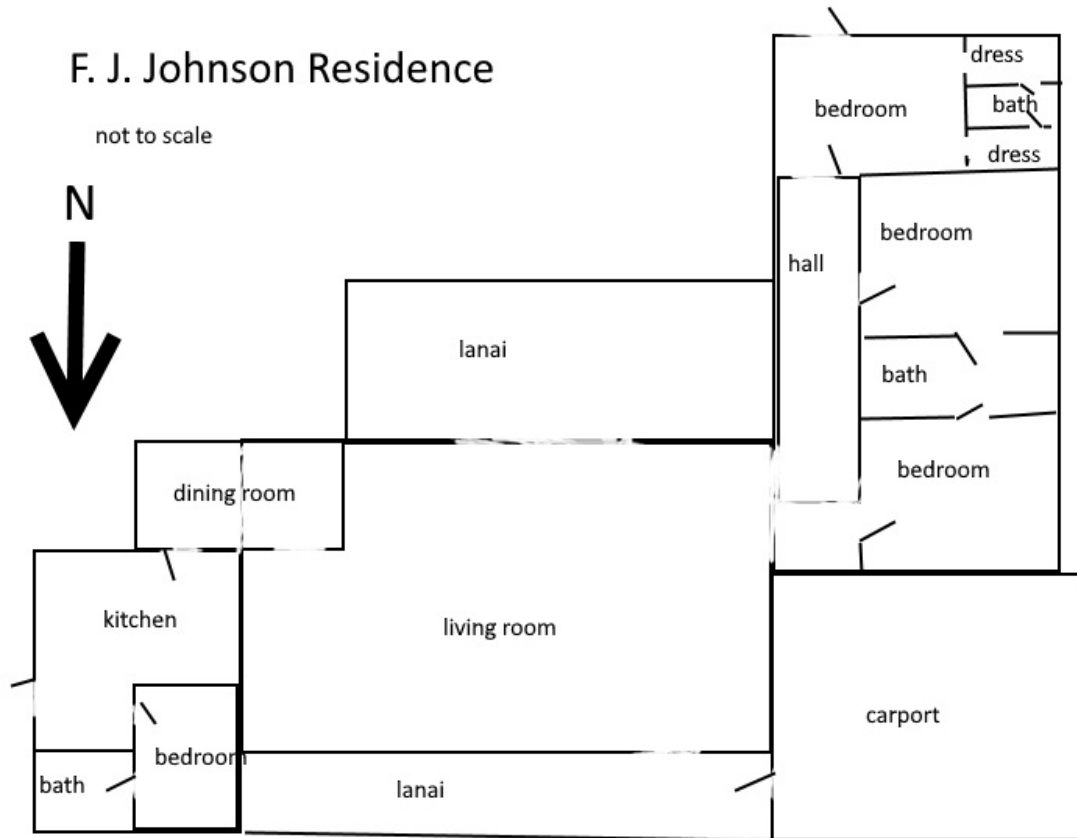 F. J. Johnson Residence
not to scale
N
dress
bedroom
bath
dress
bedroom
hall
lanai
bath
bedroom
dining room
kitchen
living room
carport
bedroom
bath
lanai